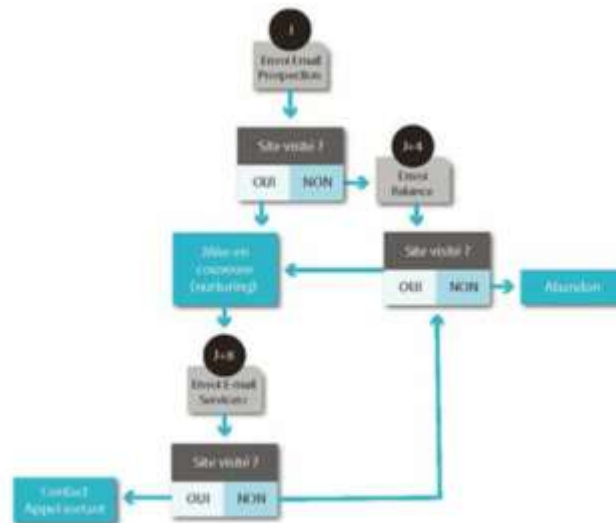 J
Envoi Email
Prospection
Site visité ?
OUI NON
J+4
Envoi
Relance
Mise en
couveuse
(nurturing)
Site visité ?
OUI NON
Abandon
J+8
Envoi E-mail
Services+
Site visité ?
OUI NON
Contact
Appel sortant